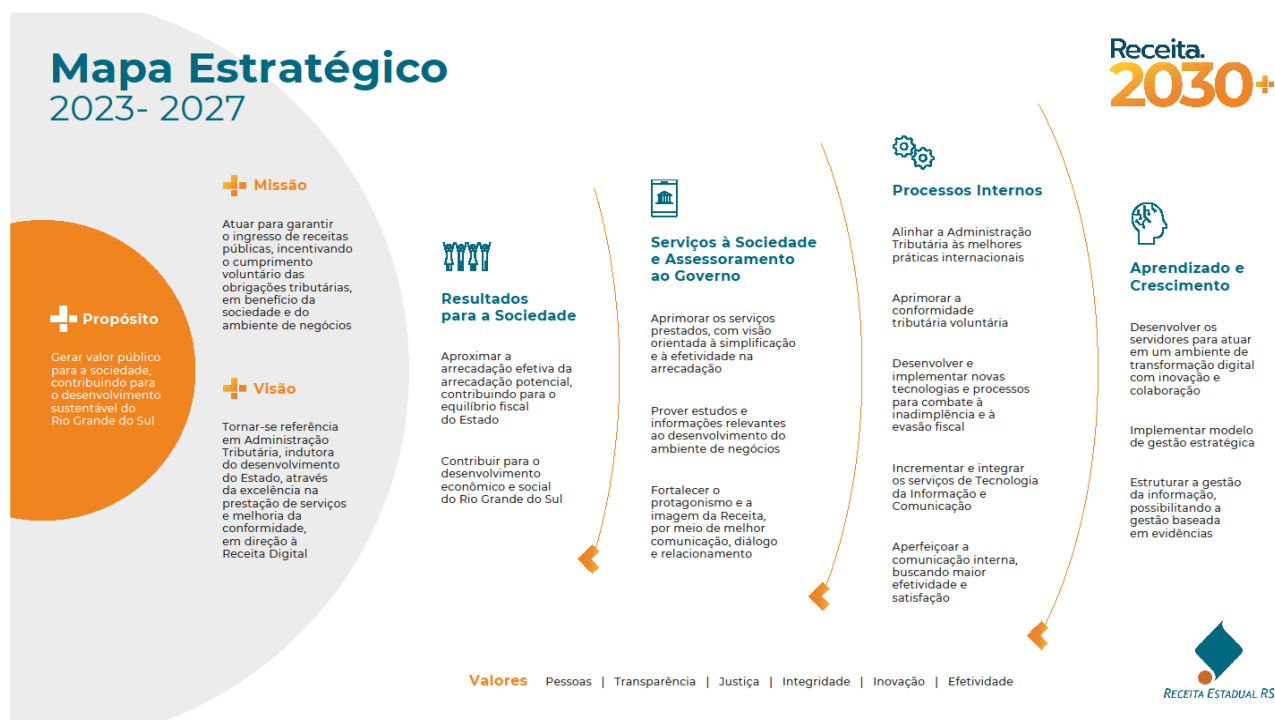 Mapa Estratégico
2023- 2027
Receita.
2030+
Propósito
Gerar valor público
para a sociedade,
contribuindo para
o desenvolvimento
sustentável do
Rio Grande do Sul
Missão
Atuar para garantir
o ingresso de receitas
públicas, incentivando
o cumprimento
voluntário das
obrigações tributárias,
em benefício da
sociedade e do
ambiente de negócios
Visão
Tornar-se referência
em Administração
Tributária, indutora
do desenvolvimento
do Estado, através
da excelência na
prestação de serviços
e melhoria da
conformidade,
em direção à
Receita Digital
Resultados
para a Sociedade
Aproximar a
arrecadação efetiva da
arrecadação potencial,
contribuindo para o
equilíbrio fiscal
do Estado
Contribuir para o
desenvolvimento
econômico e social
do Rio Grande do Sul
Serviços à Sociedade
e Assessoramento
ao Governo
Aprimorar os serviços
prestados, com visão
orientada à simplificação
e à efetividade na
arrecadação
Prover estudos e
informações relevantes
ao desenvolvimento do
ambiente de negócios
Fortalecer o
protagonismo e a
imagem da Receita,
por meio de melhor
comunicação, diálogo
e relacionamento
Processos Internos
Alinhar a Administração
Tributária às melhores
práticas internacionais
Aprimorar a
conformidade
tributária voluntária
Desenvolver e
implementar novas
tecnologias e processos
para combate à
inadimplência e à
evasão fiscal
Incrementar e integrar
os serviços de Tecnologia
da Informação e
Comunicação
Aperfeiçoar a
comunicação interna,
buscando maior
efetividade e
satisfação
Aprendizado e
Crescimento
Desenvolver os
servidores para atuar
em um ambiente de
transformação digital
com inovação e
colaboração
Implementar modelo
de gestão estratégica
Estruturar a gestão
da informação,
possibilitando a
gestão baseada
em evidências
Valores Pessoas | Transparência | Justiça | Integridade | Inovação | Efetividade
RECEITA ESTADUAL RS